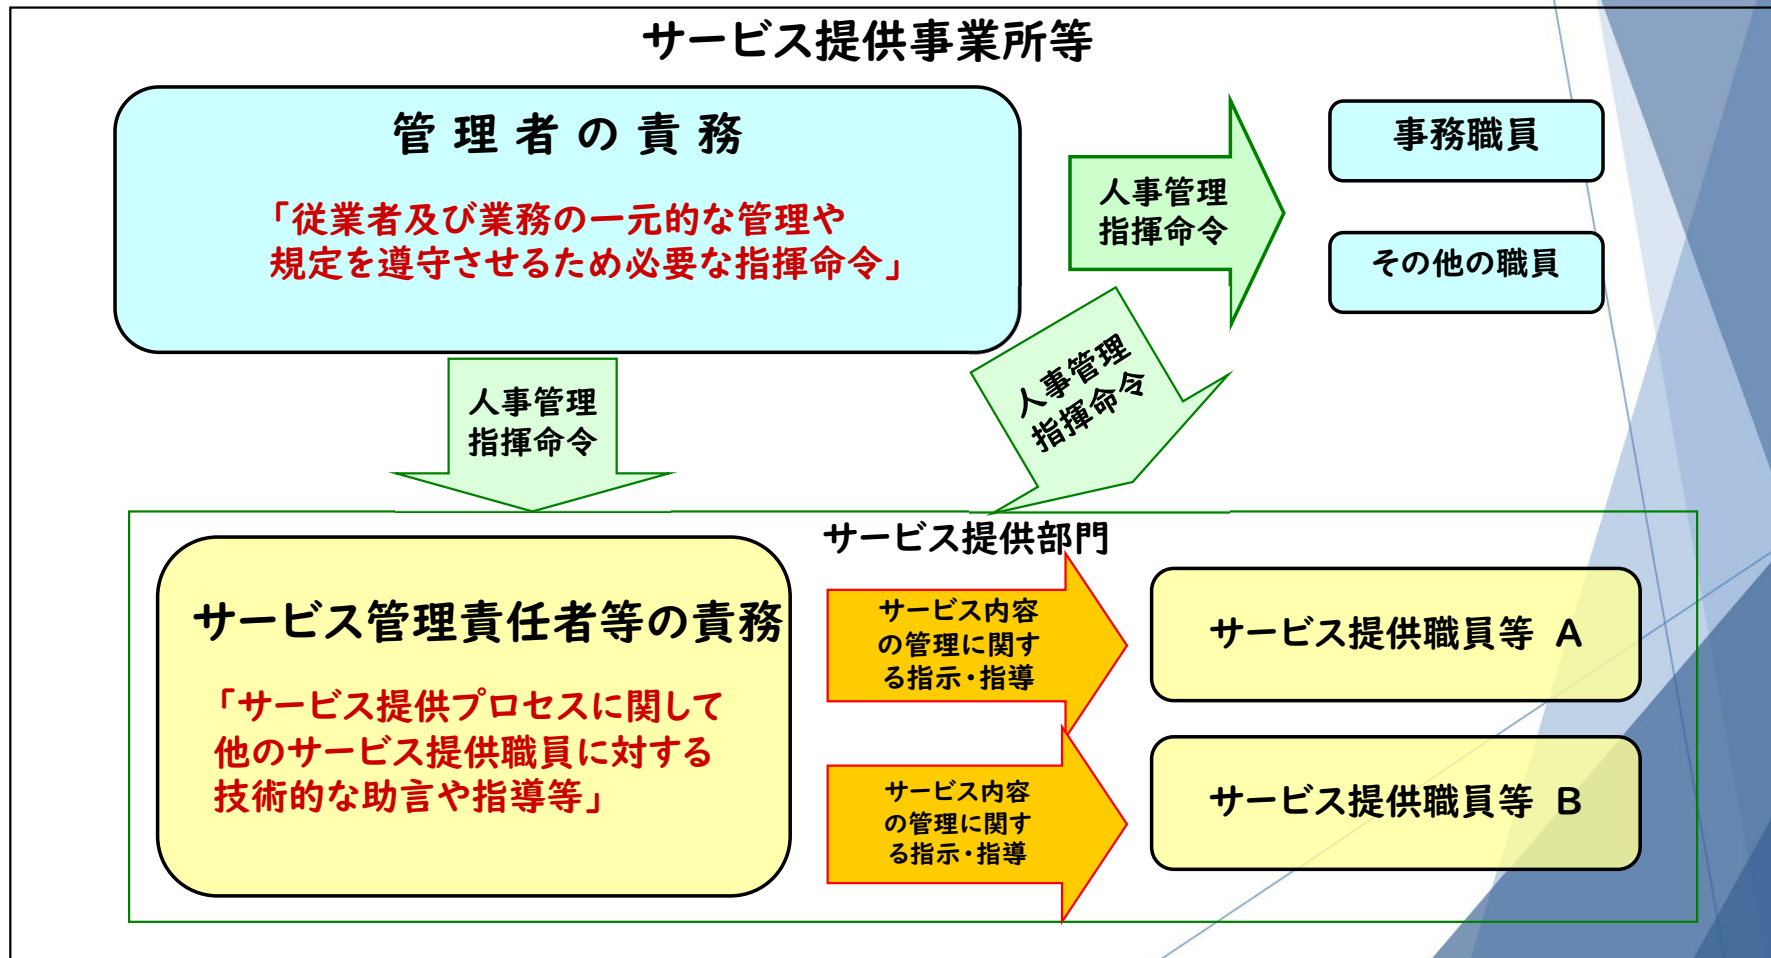 サービス提供事業所等
管理者の責務
「従業者及び業務の一元的な管理や
規定を遵守させるため必要な指揮命令」
人事管理
指揮命令
事務職員
その他の職員
人事管理
指揮命令
人事管理
指揮命令
サービス提供部門
サービス管理責任者等の責務
「サービス提供プロセスに関して
他のサービス提供職員に対する
技術的な助言や指導等」
サービス内容
の管理に関す
る指示・指導
サービス提供職員等 A
サービス内容
の管理に関す
る指示・指導
サービス提供職員等 B